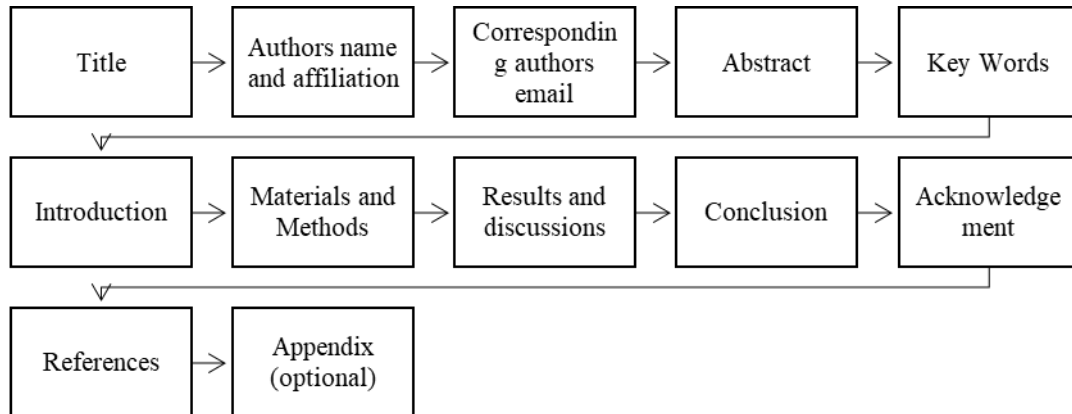 Title
Authors name
and affiliation
Correspondin
g authors
email
Abstract
Key Words
Introduction
Materials and
Methods
Results and
discussions
Conclusion
Acknowledge
ment
References
Appendix
(optional)